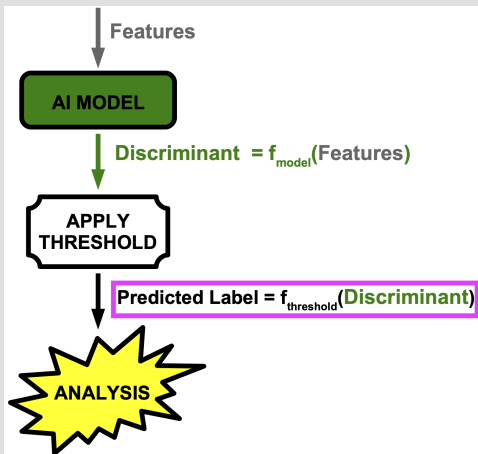 Features
AI MODEL
Discriminant = fmodel(Features)
APPLY
THRESHOLD
Predicted Label = fthreshold(Discriminant)
ANALYSIS